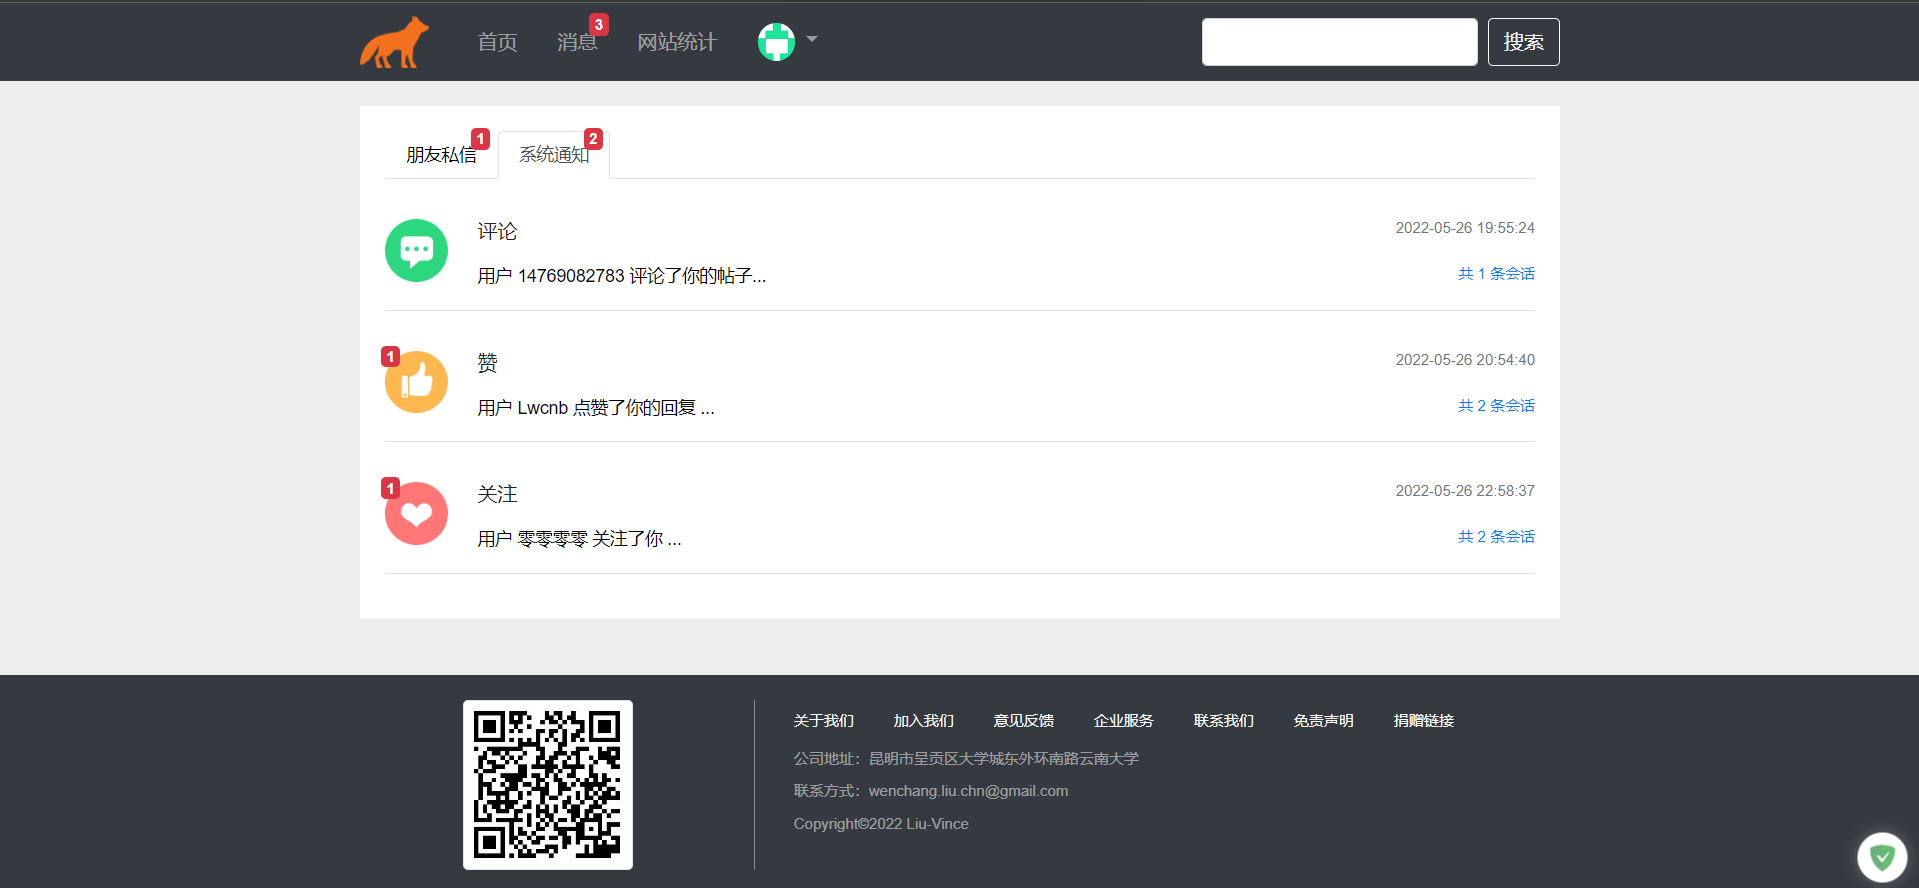 首页 消息 3 网站统计 搜索
朋友私信 1 系统通知 2
评论 2022-05-26 19:55:24
用户 14769082783 评论了你的帖子... 共 1 条会话
1 赞 2022-05-26 20:54:40
用户 Lwcnb 点赞了你的回复 ... 共 2 条会话
1 关注 2022-05-26 22:58:37
用户 零零零零 关注了你 ... 共 2 条会话
关于我们 加入我们 意见反馈 企业服务 联系我们 免责声明 捐赠链接
公司地址：昆明市呈贡区大学城东外环南路云南大学
联系方式：wenchang.liu.chn@gmail.com
Copyright©2022 Liu-Vince